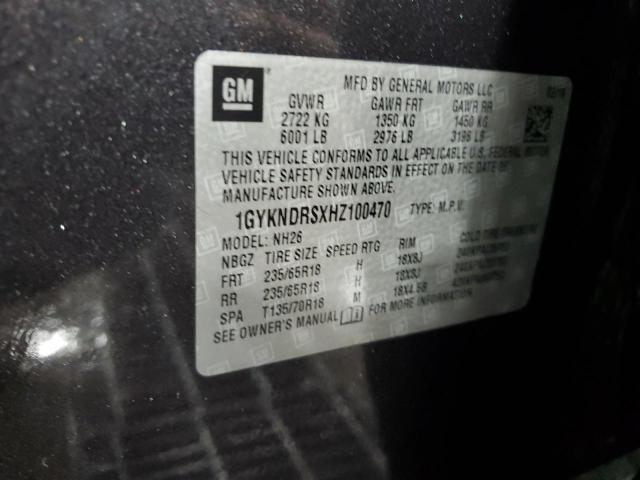 GM
MFD BY GENERAL MOTORS LLC
GVWR GAWR FRT GAWR RR
2722 KG 1350 KG 1450 KG
6001 LB 2976 LB 3196 LB
THIS VEHICLE CONFORMS TO ALL APPLICABLE U.S. FEDERAL MOTOR
VEHICLE SAFETY STANDARDS IN EFFECT ON THE DATE OF
MANUFACTURE SHOWN ABOVE.
1GYKNDRSXHZ100470 TYPE: M.P.V.
MODEL: NH26
NBGZ TIRE SIZE SPEED RTG RIM COLD TIRE
FRT 235/65R18 H 18X8J
RR 235/65R18 H 18X8J
SPA T135/70R18 M 18X4.5B
SEE OWNER'S MANUAL FOR MORE INFORMATION